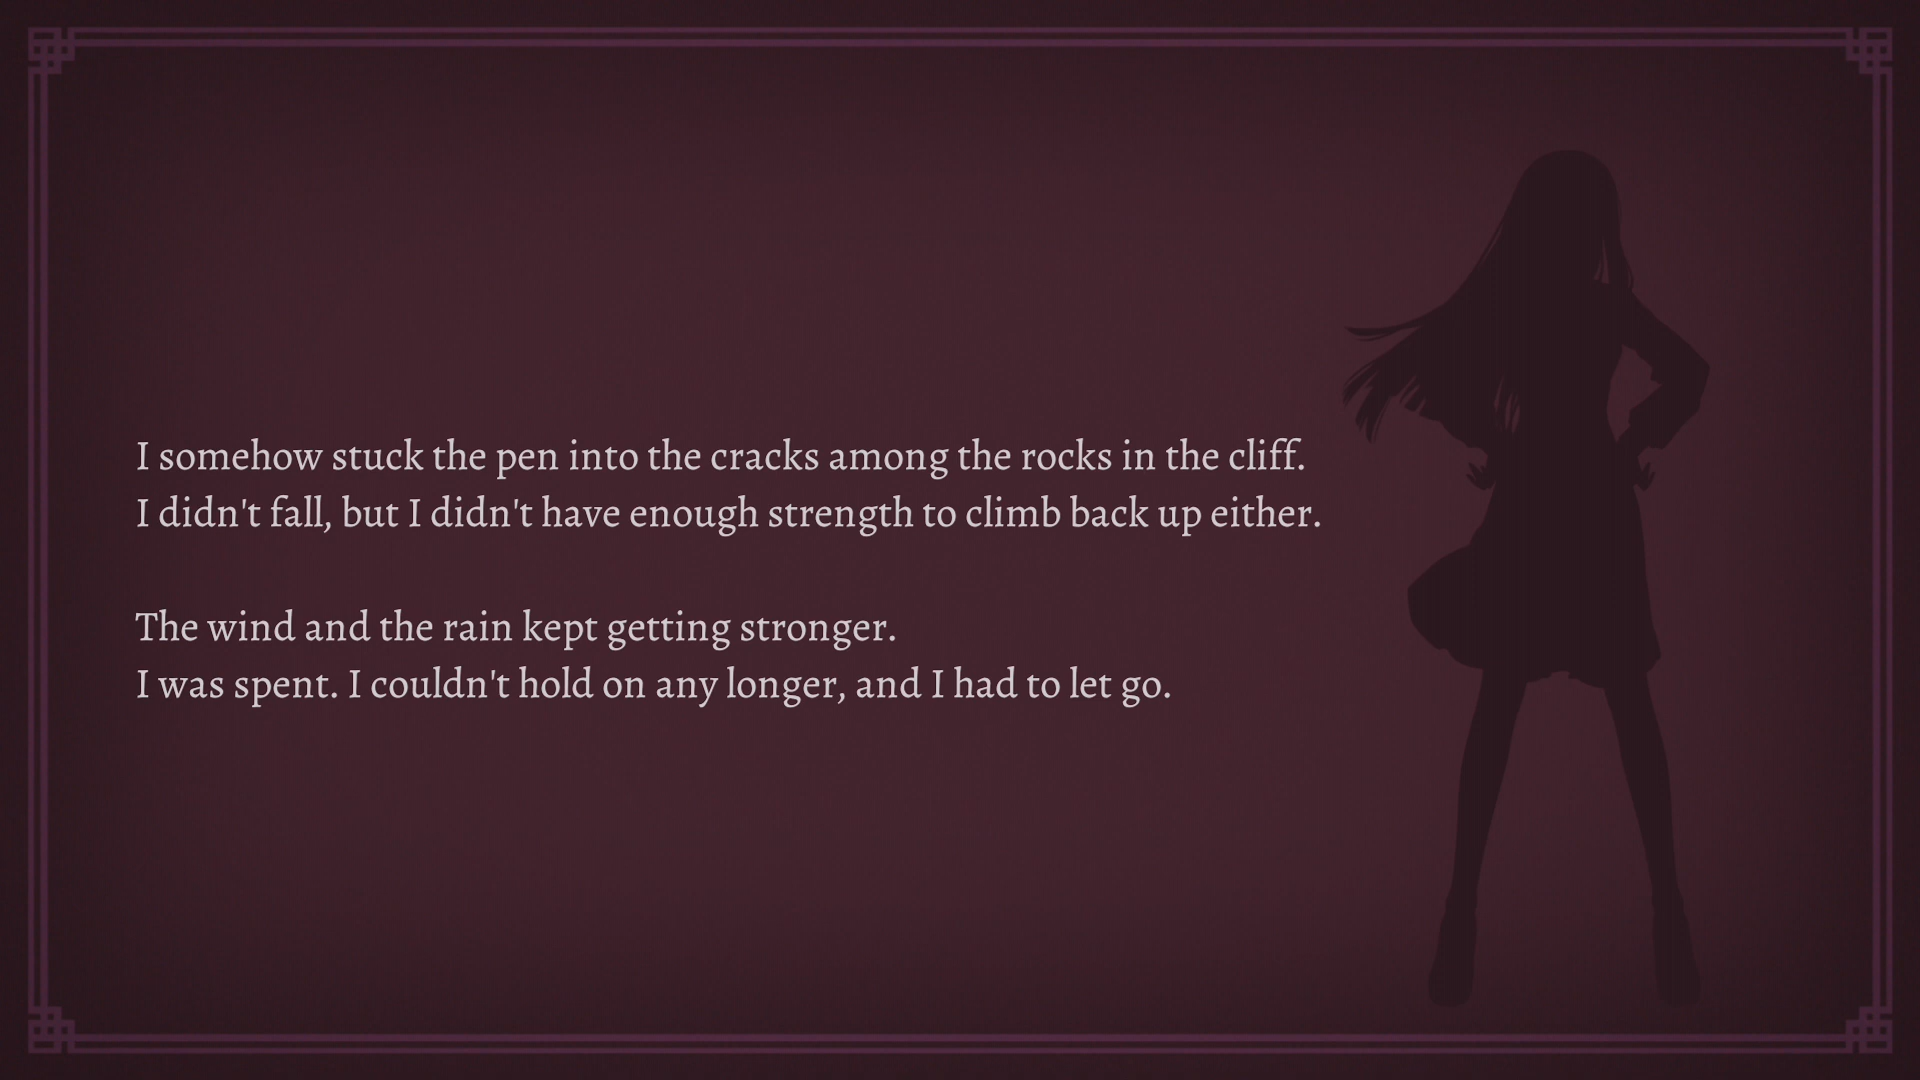 I somehow stuck the pen into the cracks among the rocks in the cliff.
I didn't fall, but I didn't have enough strength to climb back up either.
The wind and the rain kept getting stronger.
I was spent. I couldn't hold on any longer, and I had to let go.